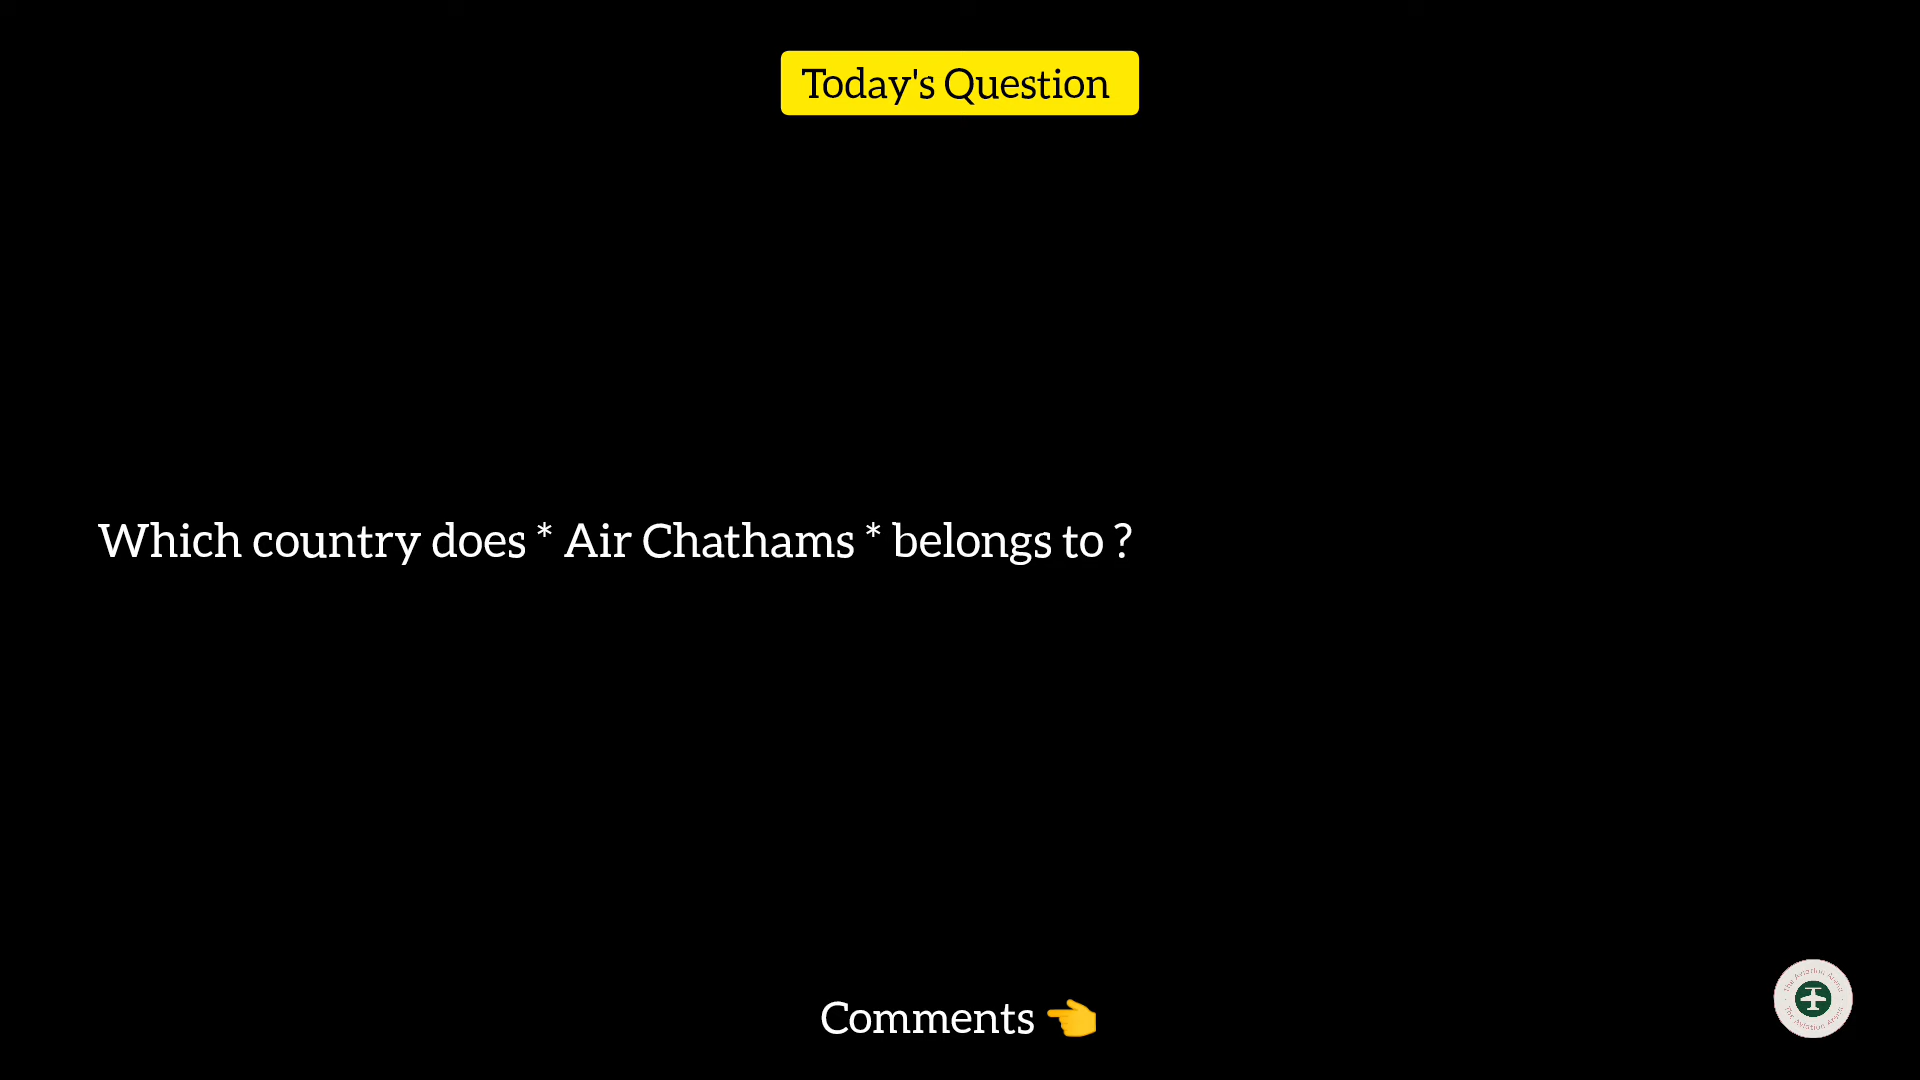 Today's Question
Which country does * Air Chathams * belongs to ?
Comments 👈